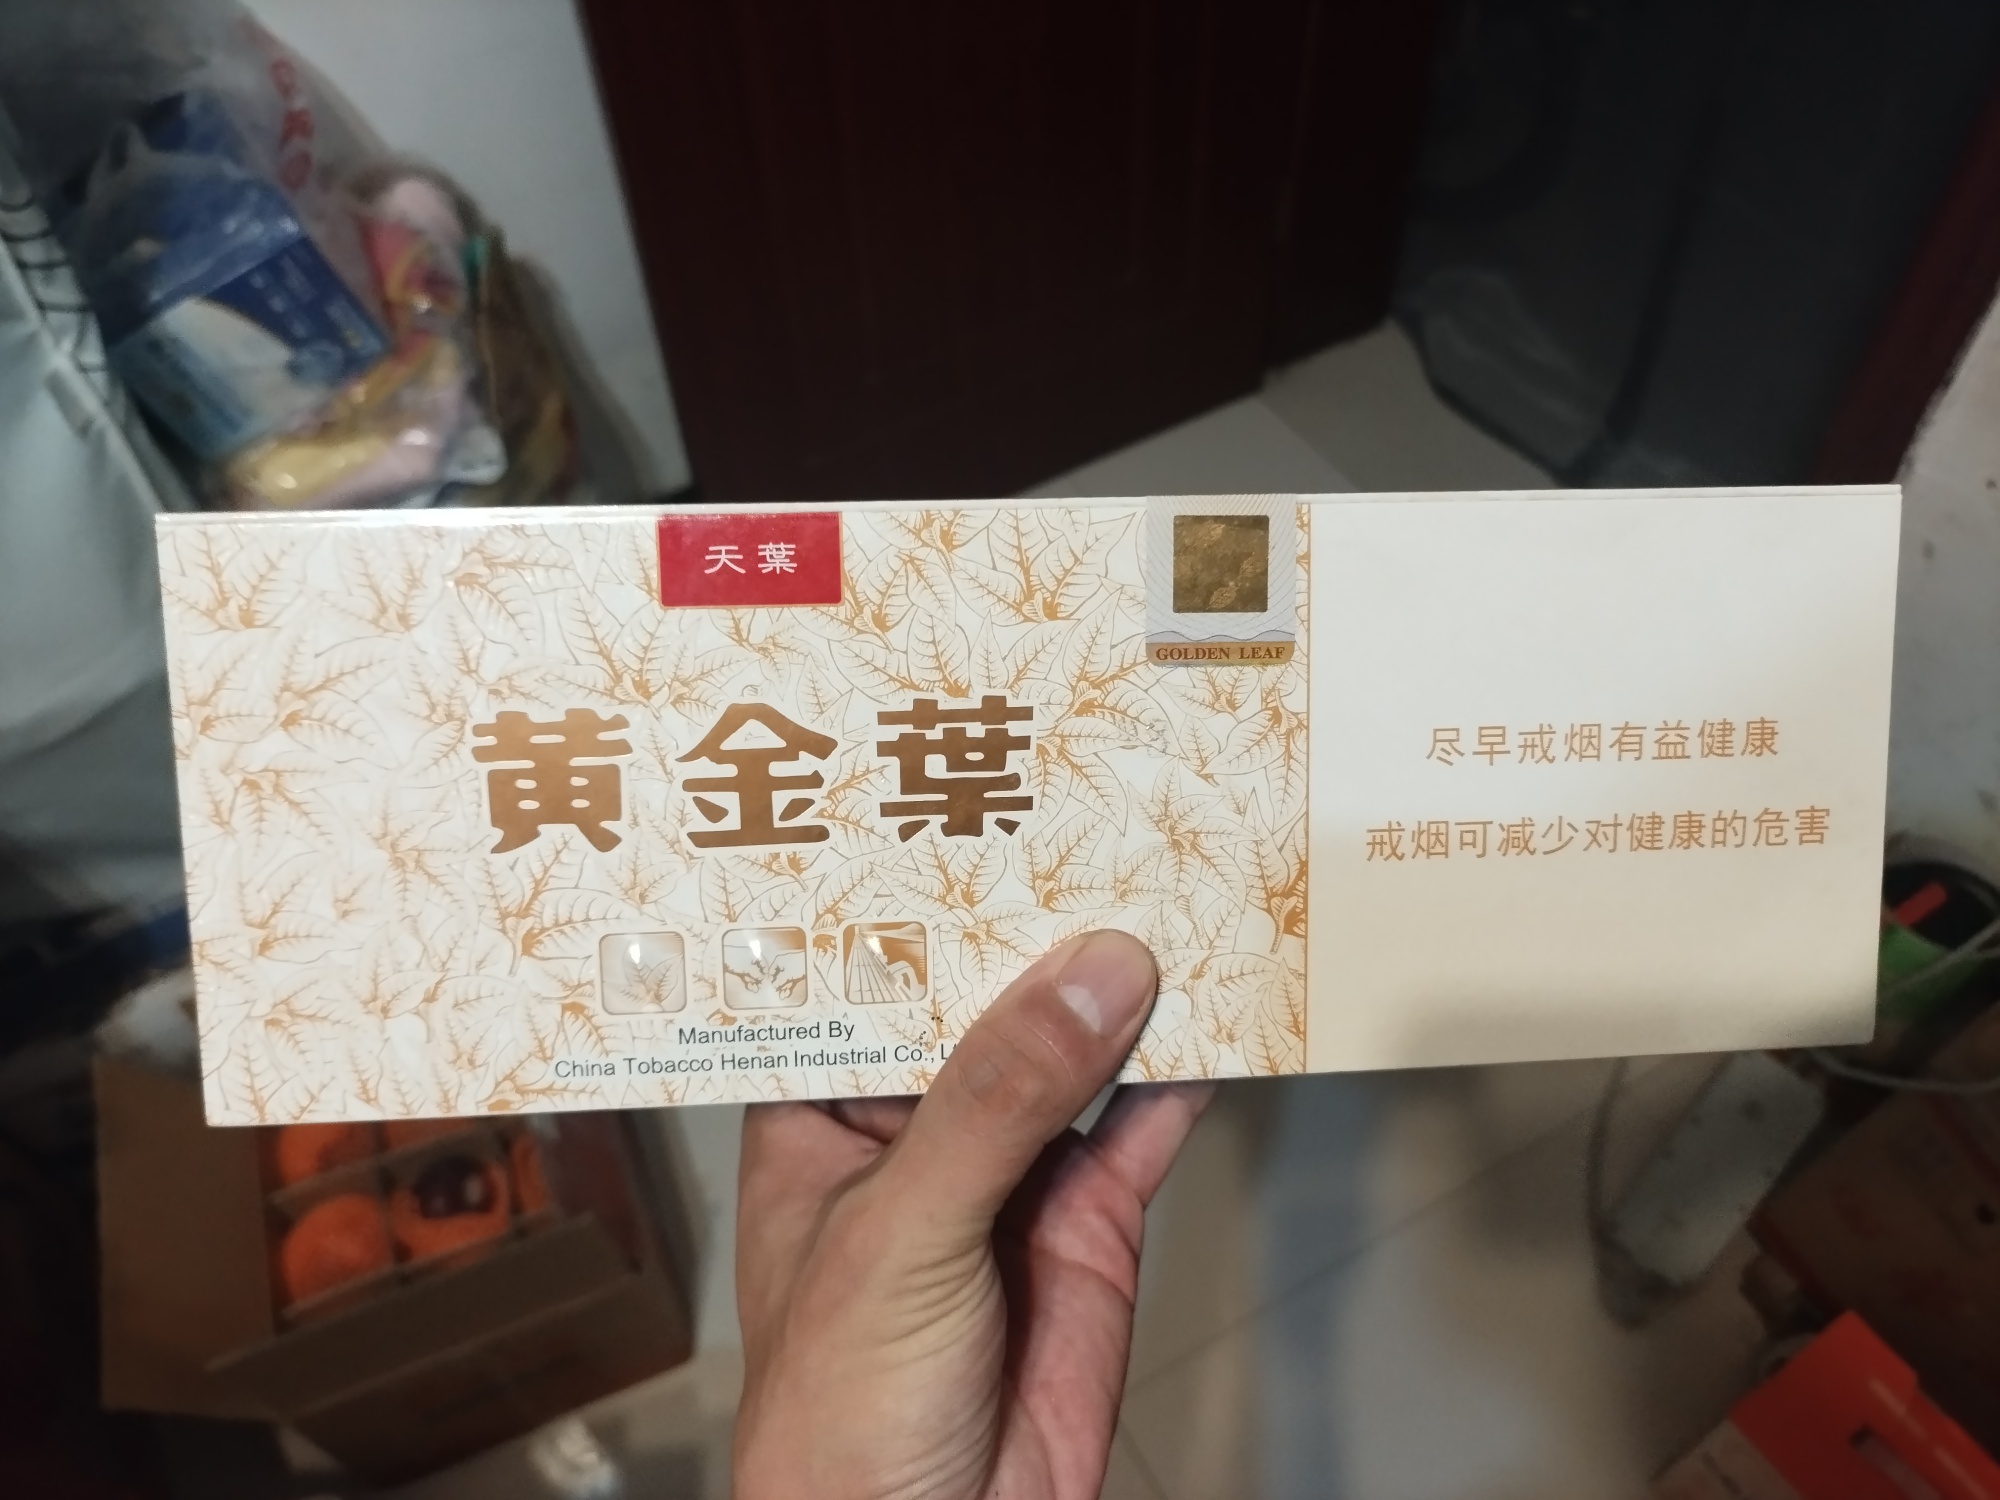 天葉
GOLDEN LEAF
黄金葉
尽早戒烟有益健康
戒烟可减少对健康的危害
Manufactured By
China Tobacco Henan Industrial Co.,